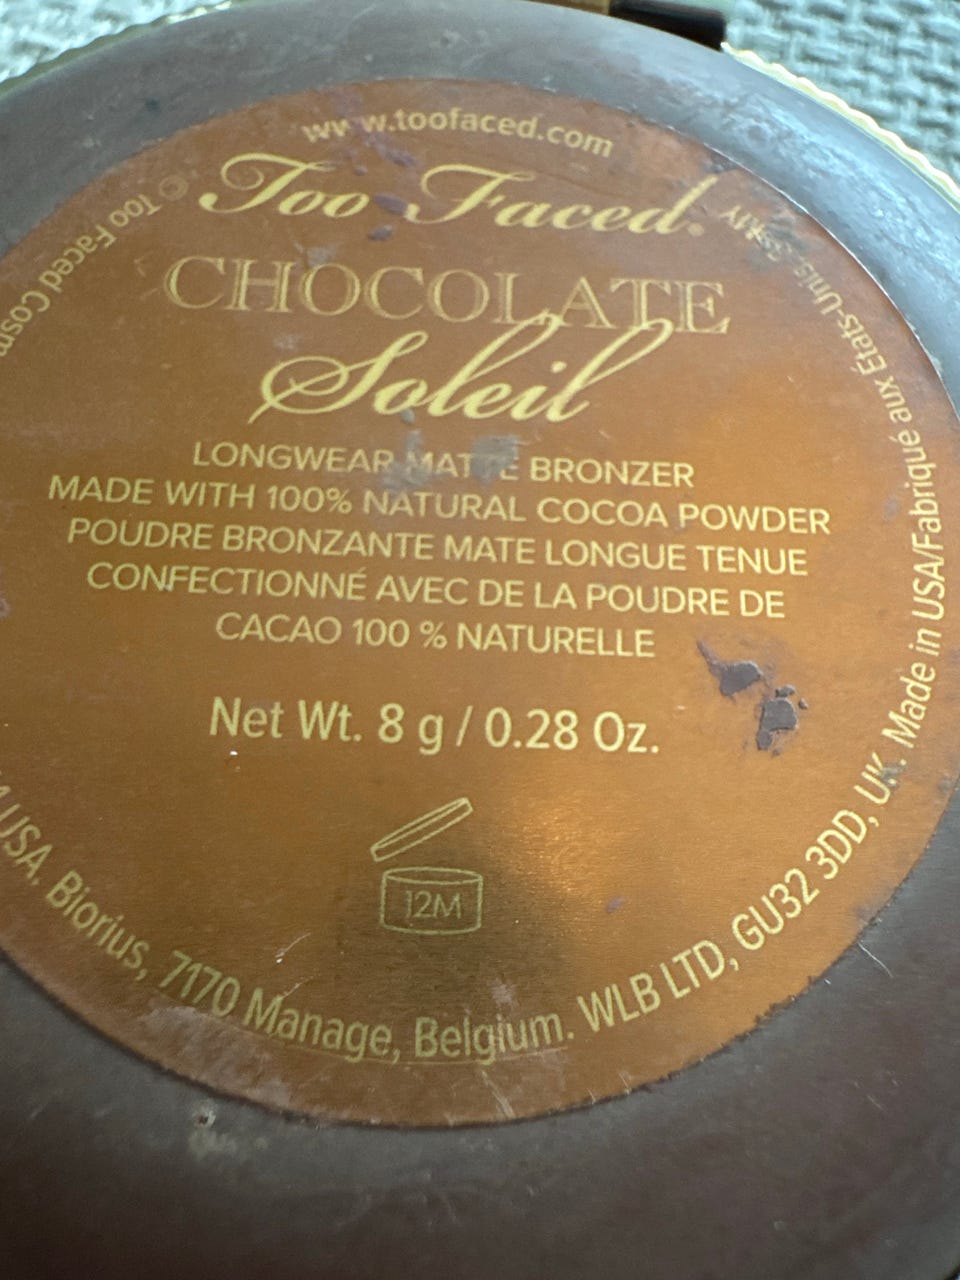 www.toofaced.com
Too Faced.
CHOCOLATE
Soleil
LONGWEAR MATTE BRONZER
MADE WITH 100% NATURAL COCOA POWDER
POUDRE BRONZANTE MATE LONGUE TENUE
CONFECTIONNÉ AVEC DE LA POUDRE DE
CACAO 100 % NATURELLE
Net Wt. 8 g / 0.28 Oz.
12M
© Too Faced
USA. Biorius, 7170 Manage, Belgium. WLB LTD, GU32 3DD, UK. Made in USA/Fabriqué aux États-Unis.